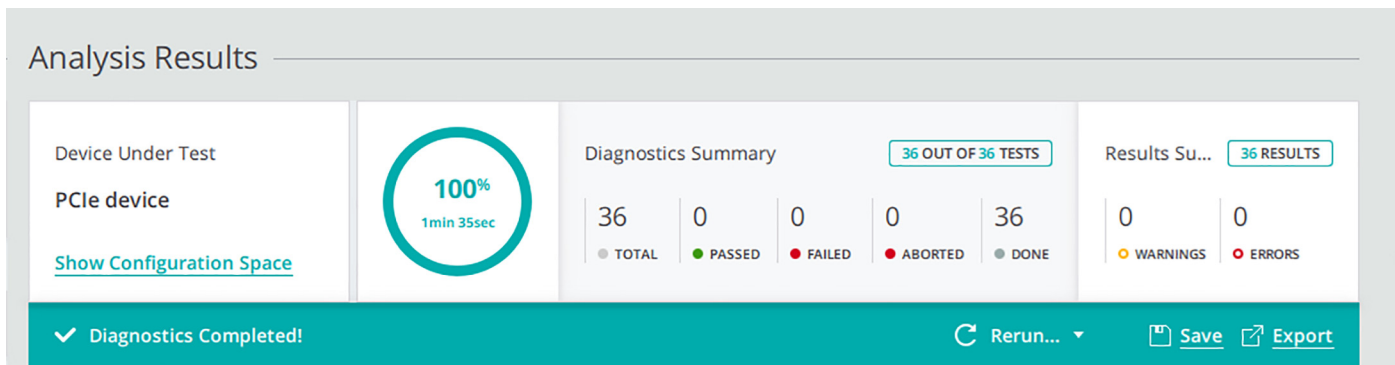 Analysis Results
Device Under Test
PCIe device
Show Configuration Space
100%
1min 35sec
Diagnostics Summary
36 OUT OF 36 TESTS
36
TOTAL
0
PASSED
0
FAILED
0
ABORTED
36
DONE
Results Su...
36 RESULTS
0
WARNINGS
0
ERRORS
Diagnostics Completed!
Rerun...
Save
Export